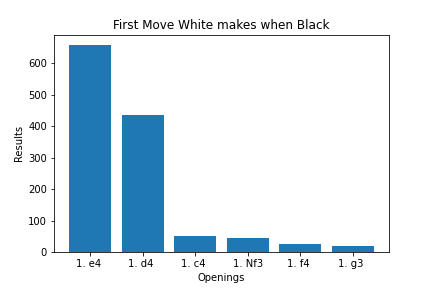 First Move White makes when Black
600
500
400
300
200
100
0
Results
1. e4 1. d4 1. c4 1. Nf3 1. f4 1. g3
Openings